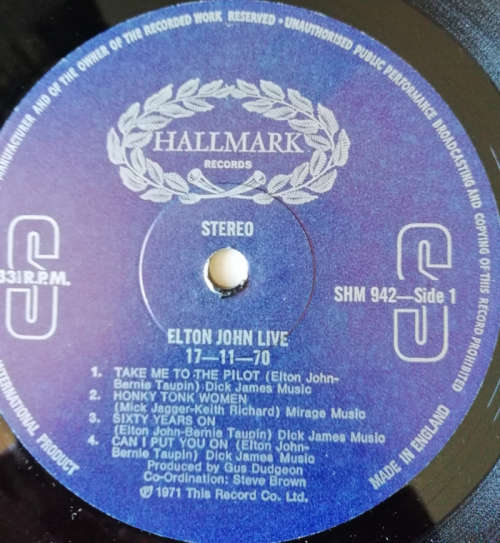 MANUFACTURER AND OF THE OWNER OF THE RECORDED WORK RESERVED • UNAUTHORISED PUBLIC PERFORMANCE BROADCASTING AND COPYING OF THIS RECORD PROHIBITED
HALLMARK
RECORDS
STEREO
S
S
33⅓ R.P.M.
SHM 942—Side 1
ELTON JOHN LIVE
17—11—70
1. TAKE ME TO THE PILOT (Elton John-
Bernie Taupin) Dick James Music
2. HONKY TONK WOMEN
(Mick Jagger-Keith Richard) Mirage Music
3. SIXTY YEARS ON
(Elton John-Bernie Taupin) Dick James Music
4. CAN I PUT YOU ON (Elton John-
Bernie Taupin) Dick James Music
Produced by Gus Dudgeon
Co-Ordination: Steve Brown
℗ 1971 This Record Co. Ltd.
INTERNATIONAL PRODUCT
MADE IN ENGLAND